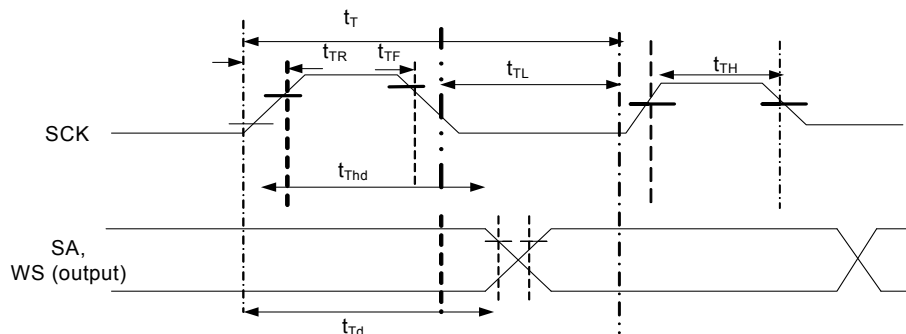 tT
tTR
tTF
tTL
tTH
SCK
tThd
SA,
WS (output)
tTd